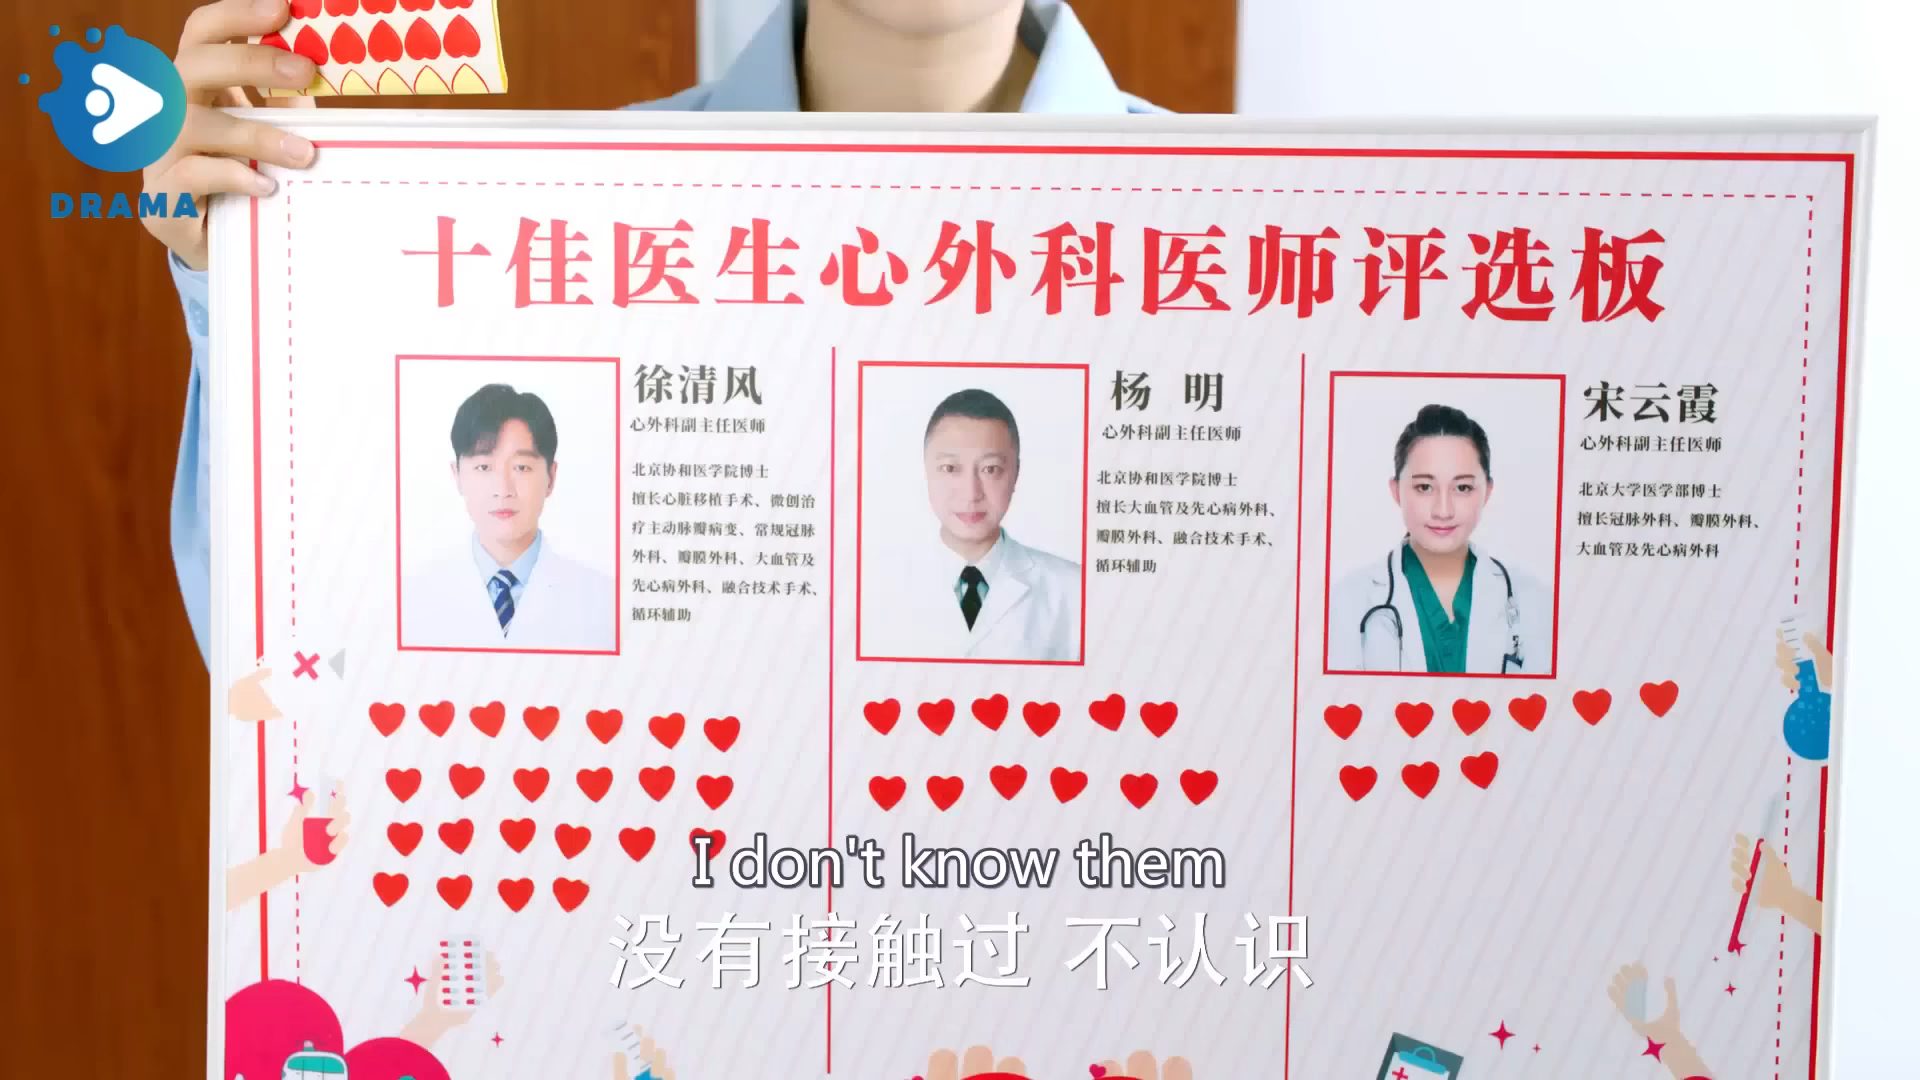 DRAMA
十佳医生心外科医师评选板
徐清风
心外科副主任医师
北京协和医学院博士
擅长心脏移植手术、微创治
疗主动脉瓣病变、常规冠脉
外科、瓣膜外科、大血管及
先心病外科、融合技术手术、
循环辅助
杨 明
心外科副主任医师
北京协和医学院博士
擅长大血管及先心病外科、
瓣膜外科、融合技术手术、
循环辅助
宋云霞
心外科副主任医师
北京大学医学部博士
擅长冠脉外科、瓣膜外科、
大血管及先心病外科
I don't know them
没有接触过 不认识